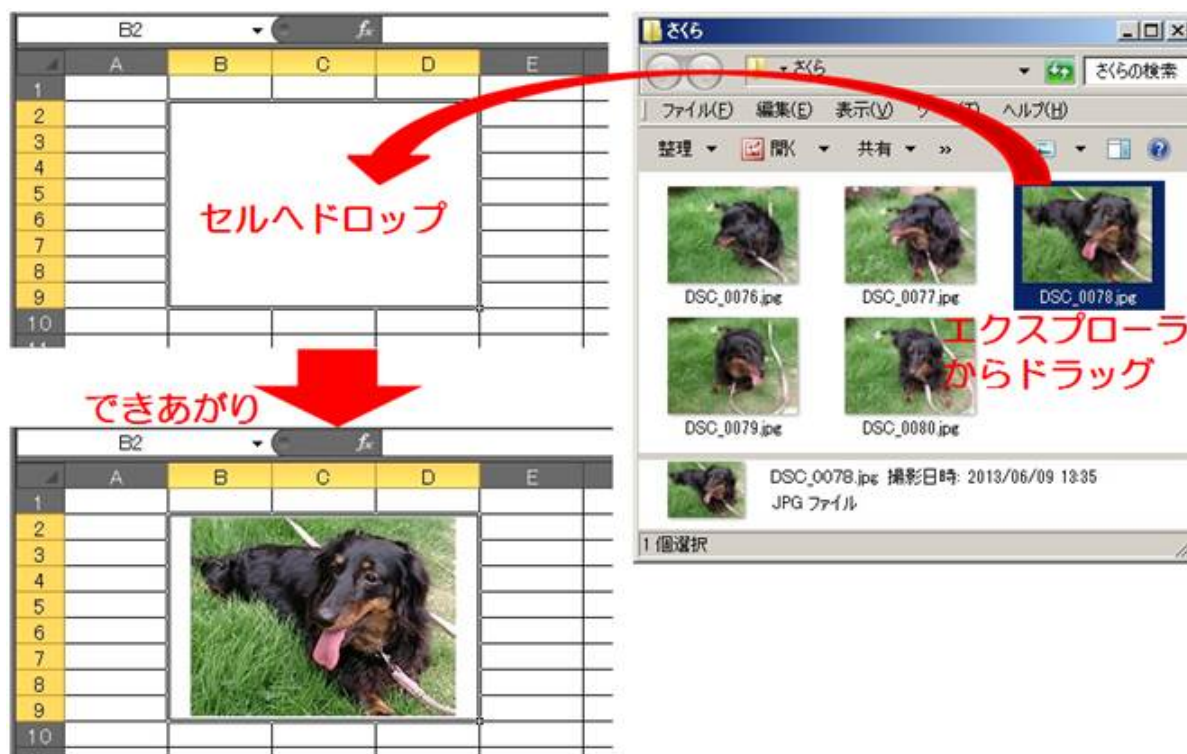 B2
fx
A B C D E
1
2
3
4
5
6
7
8
9
10
セルへドロップ
できあがり
B2
fx
A B C D E
1
2
3
4
5
6
7
8
9
10
さくら
さくら
さくらの検索
ファイル(F) 編集(E) 表示(V) ヘルプ(H)
整理 開く 共有 »
DSC_0076.jpg DSC_0077.jpg DSC_0078.jpg
エクスプローラ
からドラッグ
DSC_0079.jpg DSC_0080.jpg
DSC_0078.jpg 撮影日時: 2013/06/09 13:35
JPG ファイル
1 個選択